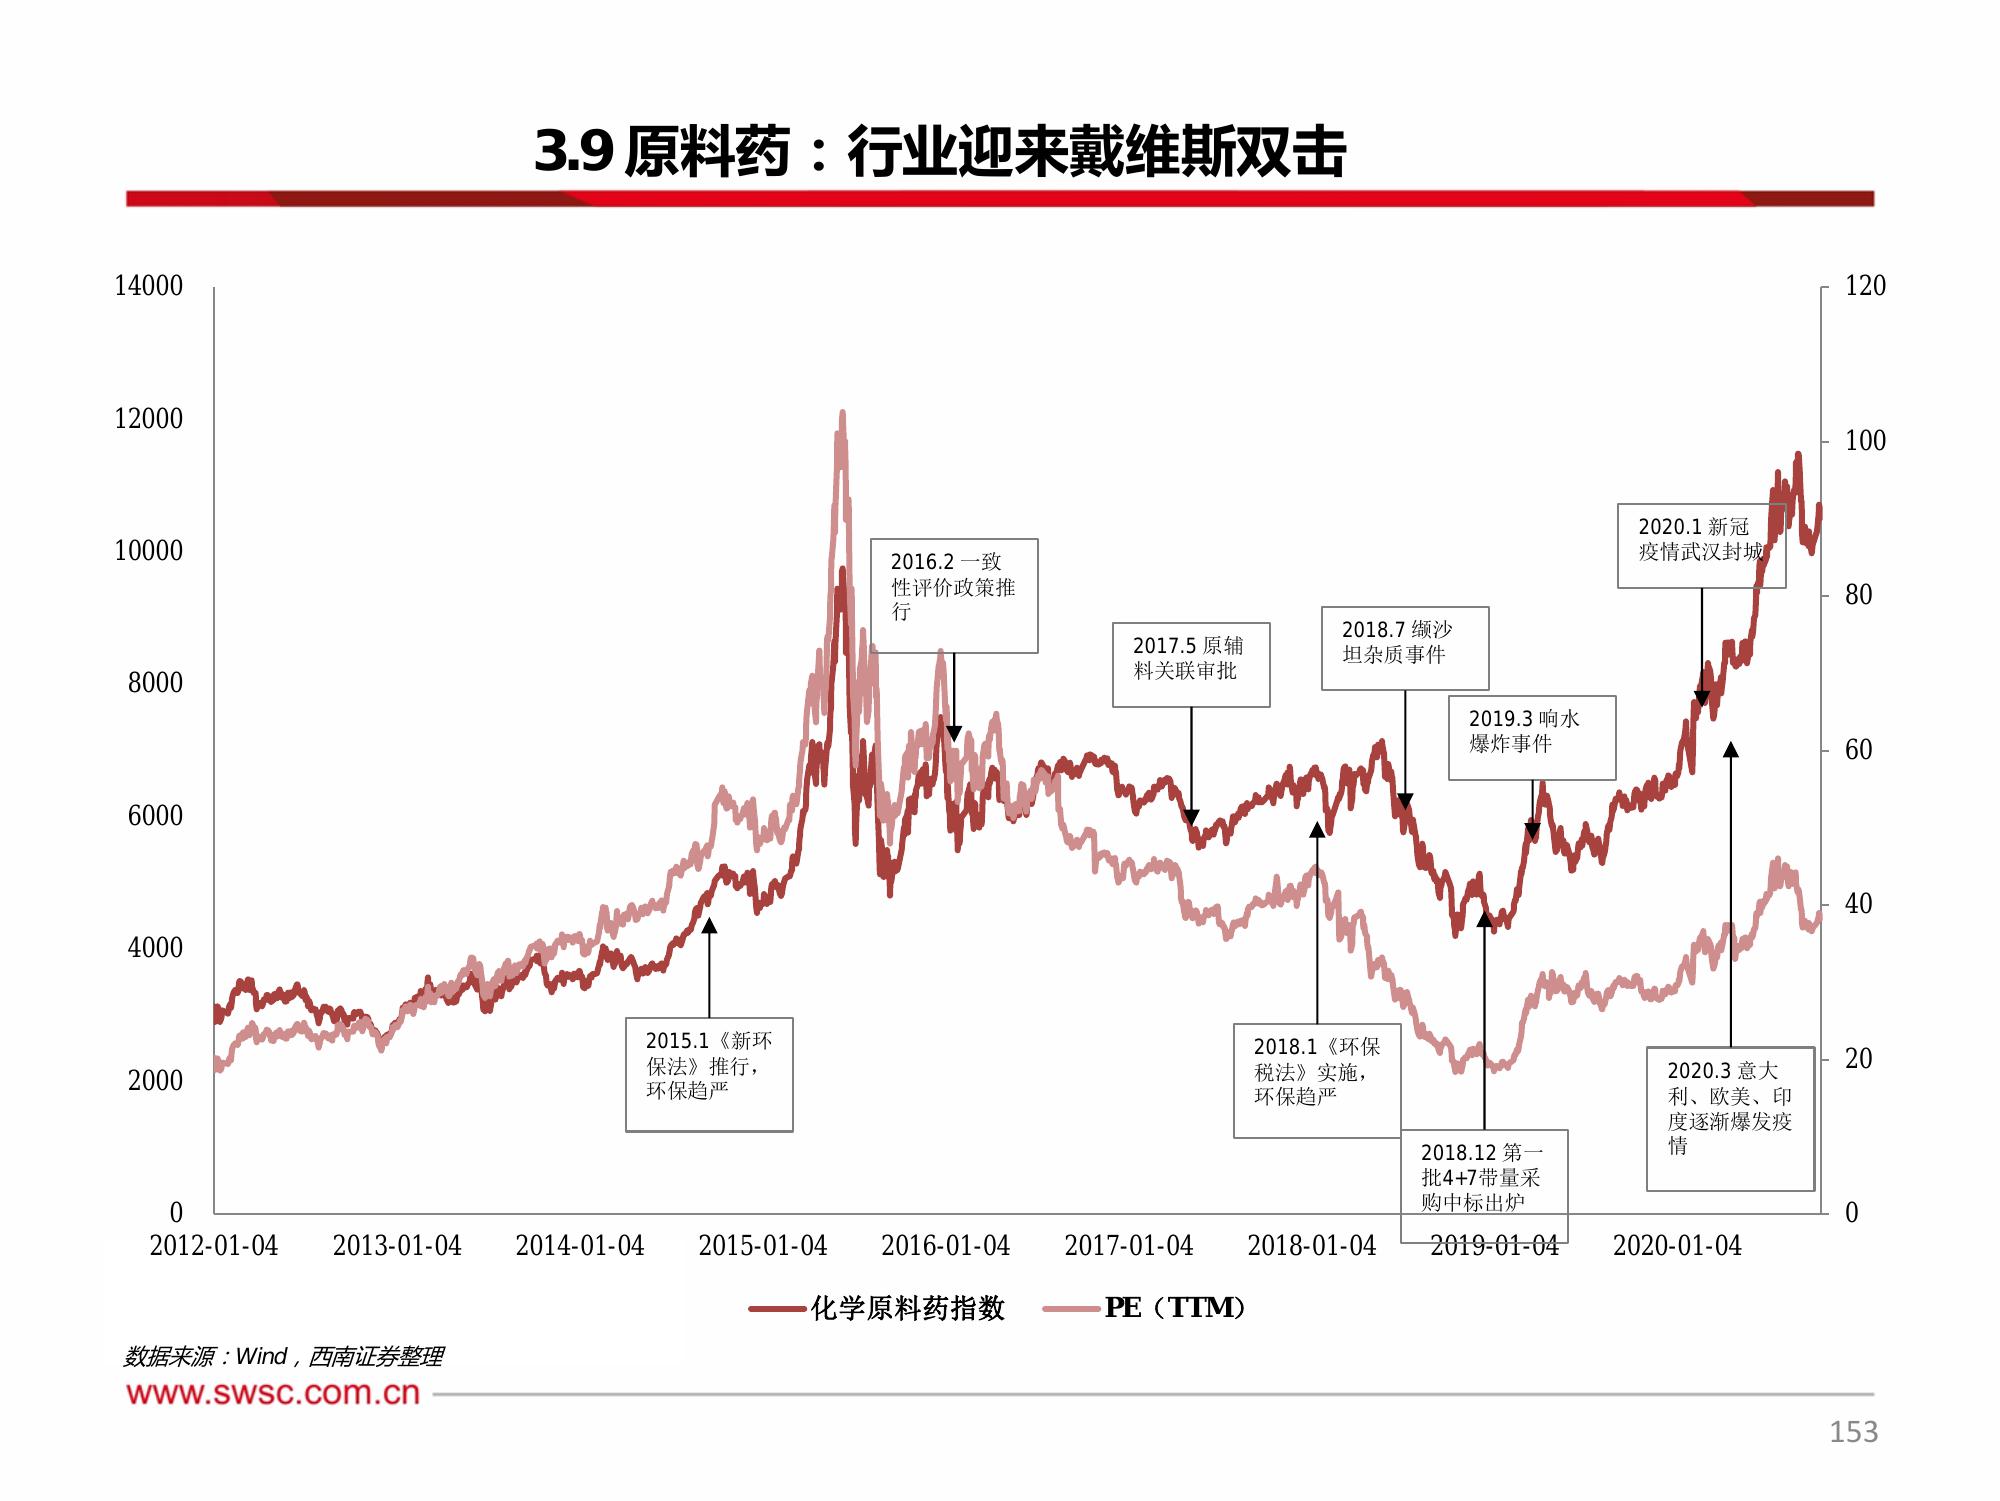 3.9 原料药：行业迎来戴维斯双击
14000
12000
10000
8000
6000
4000
2000
0
120
100
80
60
40
20
0
2016.2 一致
性评价政策推
行
2017.5 原辅
料关联审批
2018.7 缬沙
坦杂质事件
2019.3 响水
爆炸事件
2020.1 新冠
疫情武汉封城
2015.1《新环
保法》推行，
环保趋严
2018.1《环保
税法》实施，
环保趋严
2018.12 第一
批4+7带量采
购中标出炉
2020.3 意大
利、欧美、印
度逐渐爆发疫
情
2012-01-04 2013-01-04 2014-01-04 2015-01-04 2016-01-04 2017-01-04 2018-01-04 2019-01-04 2020-01-04
化学原料药指数 PE（TTM）
数据来源：Wind，西南证券整理
www.swsc.com.cn
153